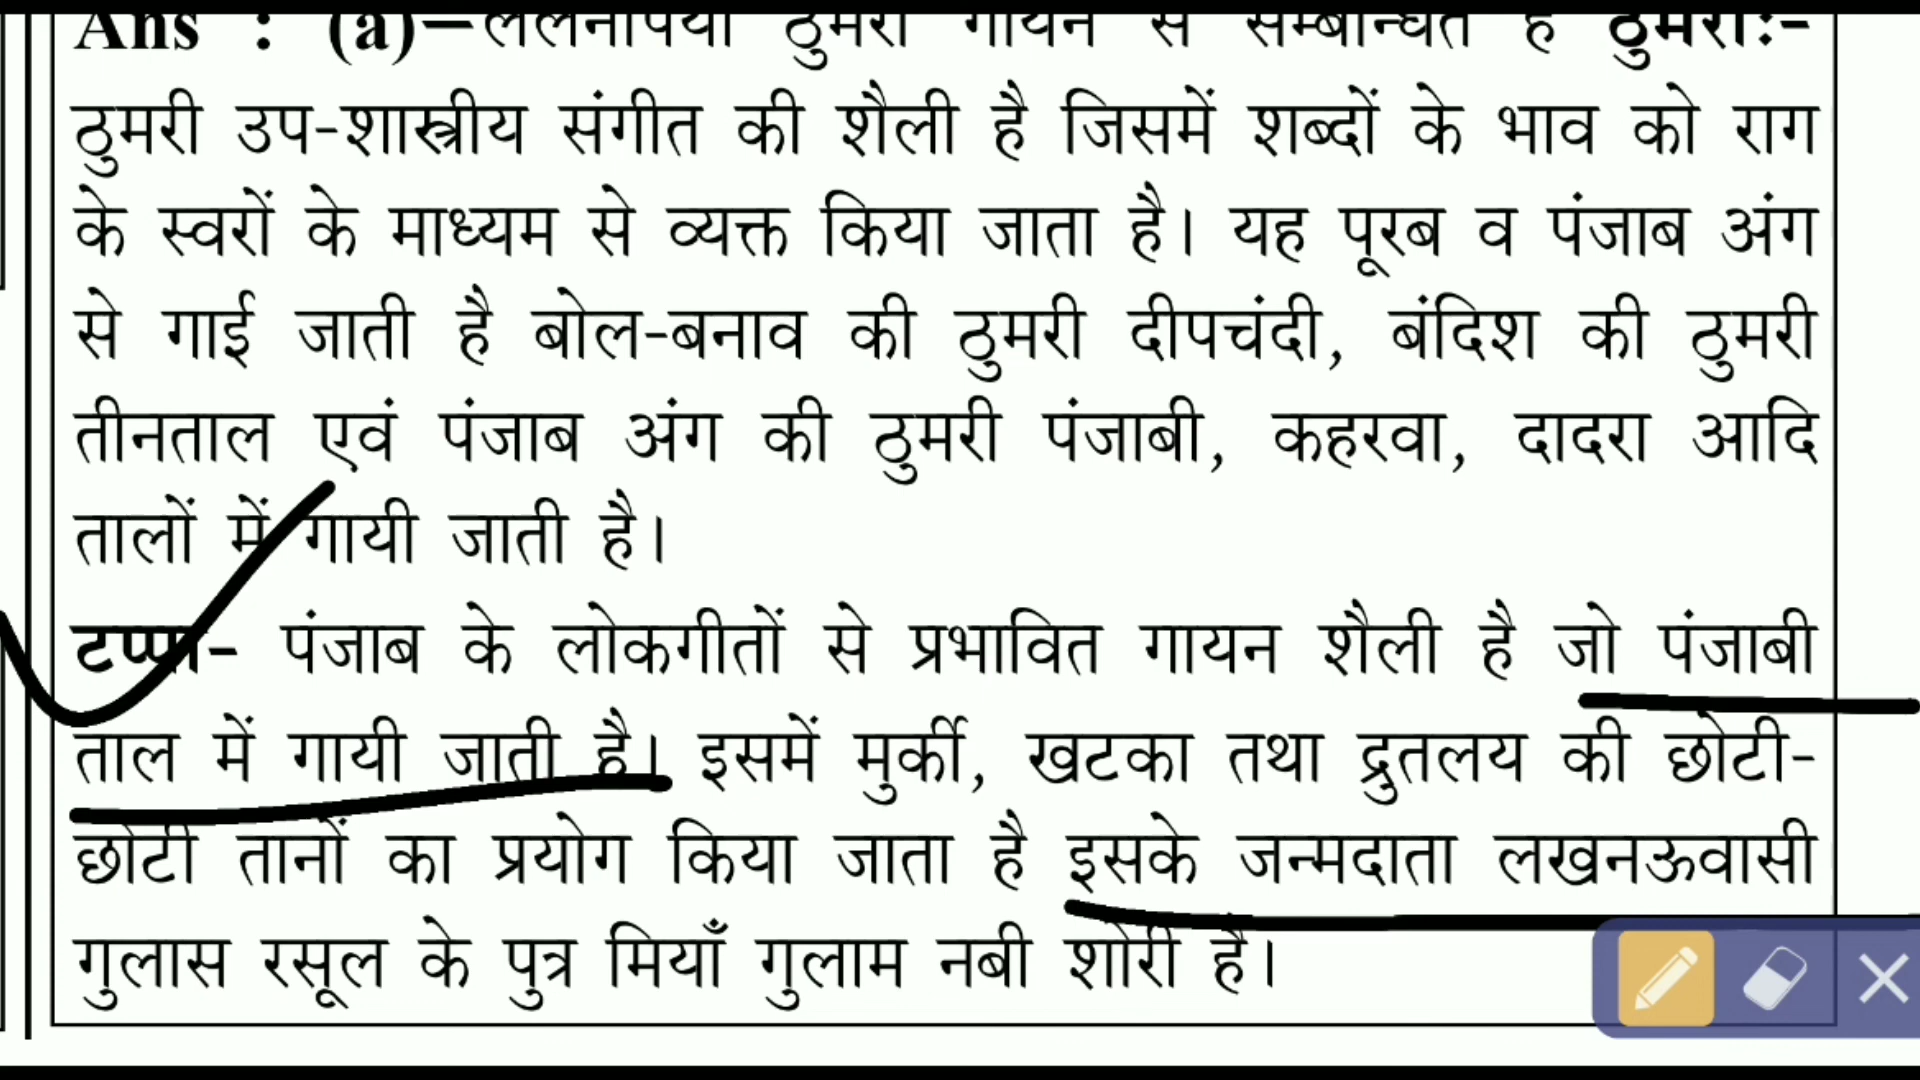 Ans : (a)–ललनपिया ठुमरी गायन से सम्बन्धित है ठुमरीः-
ठुमरी उप-शास्त्रीय संगीत की शैली है जिसमें शब्दों के भाव को राग
के स्वरों के माध्यम से व्यक्त किया जाता है। यह पूरब व पंजाब अंग
से गाई जाती है बोल-बनाव की ठुमरी दीपचंदी, बंदिश की ठुमरी
तीनताल एवं पंजाब अंग की ठुमरी पंजाबी, कहरवा, दादरा आदि
तालों में गायी जाती है।
टप्पा- पंजाब के लोकगीतों से प्रभावित गायन शैली है जो पंजाबी
ताल में गायी जाती है। इसमें मुर्की, खटका तथा द्रुतलय की छोटी-
छोटी तानों का प्रयोग किया जाता है इसके जन्मदाता लखनऊवासी
गुलास रसूल के पुत्र मियाँ गुलाम नबी शोरी है।